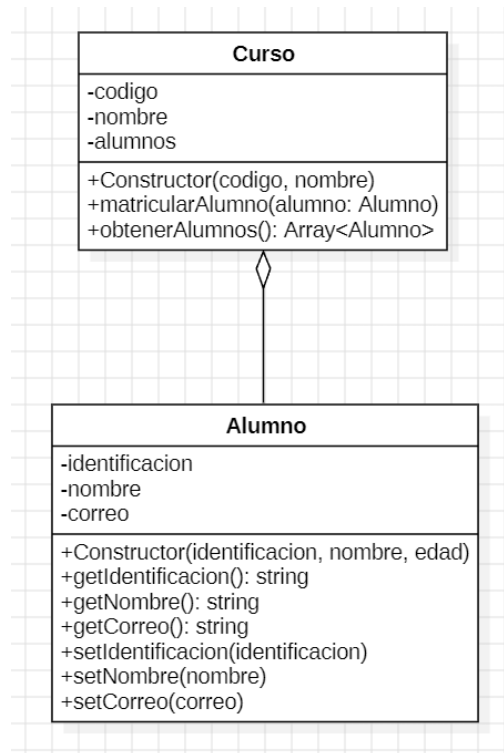 Curso
-codigo
-nombre
-alumnos
+Constructor(codigo, nombre)
+matricularAlumno(alumno: Alumno)
+obtenerAlumnos(): Array<Alumno>
Alumno
-identificacion
-nombre
-correo
+Constructor(identificacion, nombre, edad)
+getIdentificacion(): string
+getNombre(): string
+getCorreo(): string
+setIdentificacion(identificacion)
+setNombre(nombre)
+setCorreo(correo)